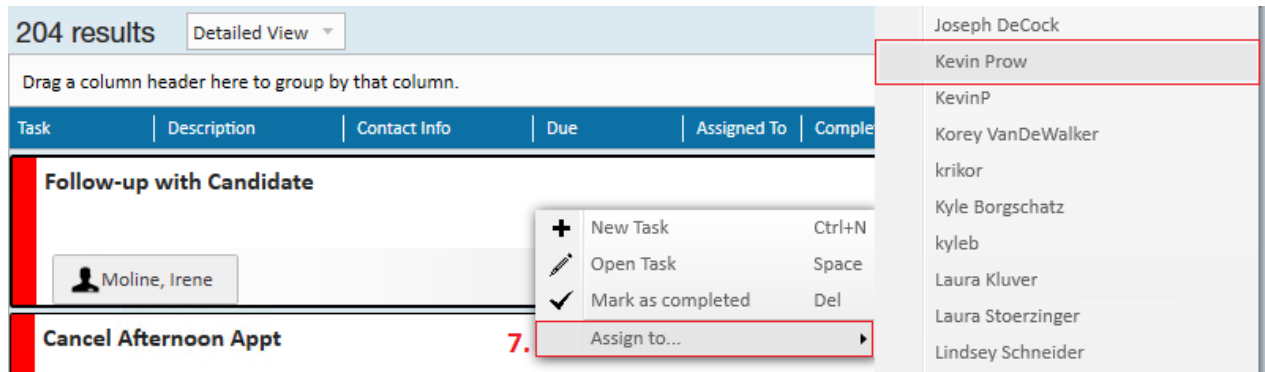 204 results
Detailed View
Drag a column header here to group by that column.
Task Description Contact Info Due Assigned To Comple
Follow-up with Candidate
Moline, Irene
Cancel Afternoon Appt
7.
New Task Ctrl+N
Open Task Space
Mark as completed Del
Assign to...
Joseph DeCock
Kevin Prow
KevinP
Korey VanDeWalker
krikor
Kyle Borgschatz
kyleb
Laura Kluver
Laura Stoerzinger
Lindsey Schneider